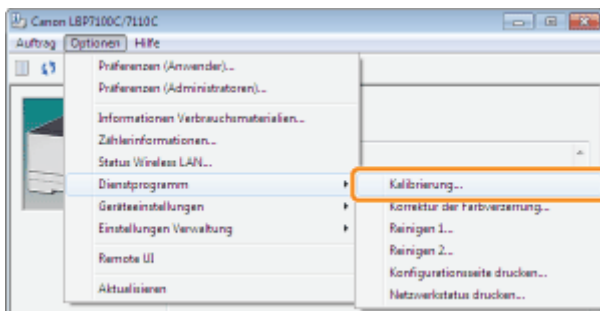 Canon LBP7100C/7110C
Auftrag Optionen Hilfe
Präferenzen (Anwender)...
Präferenzen (Administratoren)...
Informationen Verbrauchsmaterialien...
Zählerinformationen...
Status Wireless LAN...
Dienstprogramm
Kalibrierung...
Geräteeinstellungen
Korrektur der Farbverzerrung...
Einstellungen Verwaltung
Reinigen 1...
Reinigen 2...
Remote UI
Konfigurationsseite drucken...
Aktualisieren
Netzwerkstatus drucken...